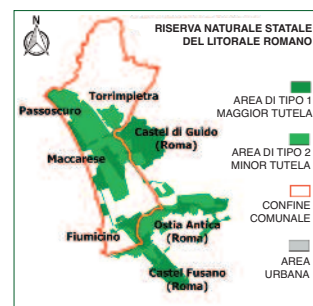 RISERVA NATURALE STATALE
DEL LITORALE ROMANO
Torrimpietra
Passoscuro
Castel di Guido
(Roma)
Maccarese
Fiumicino
Ostia Antica
(Roma)
Castel Fusano
(Roma)
AREA DI TIPO 1
MAGGIOR TUTELA
AREA DI TIPO 2
MINOR TUTELA
CONFINE
COMUNALE
AREA
URBANA